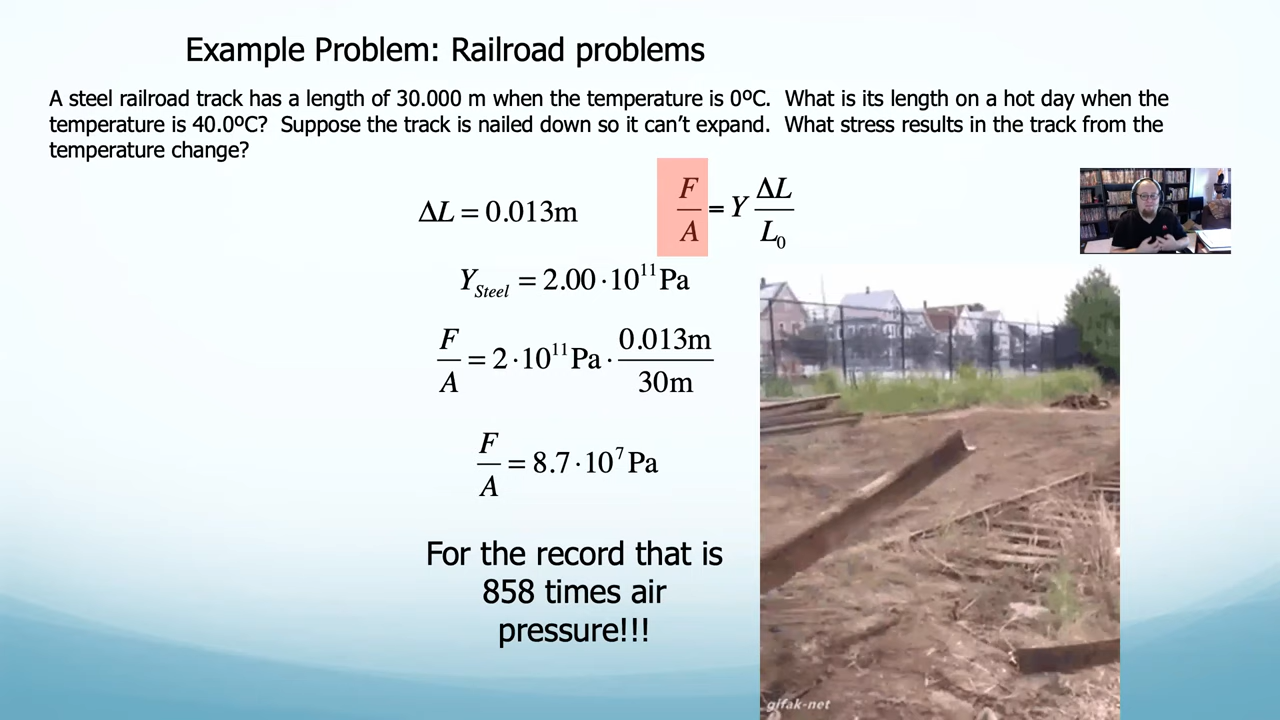 Example Problem: Railroad problems
A steel railroad track has a length of 30.000 m when the temperature is 0ºC.  What is its length on a hot day when the
temperature is 40.0ºC?  Suppose the track is nailed down so it can’t expand.  What stress results in the track from the
temperature change?
ΔL = 0.013m
F/A = Y ΔL/L₀
Y_Steel = 2.00·10¹¹ Pa
F/A = 2·10¹¹ Pa · 0.013m/30m
F/A = 8.7·10⁷ Pa
For the record that is
858 times air
pressure!!!
gifak-net